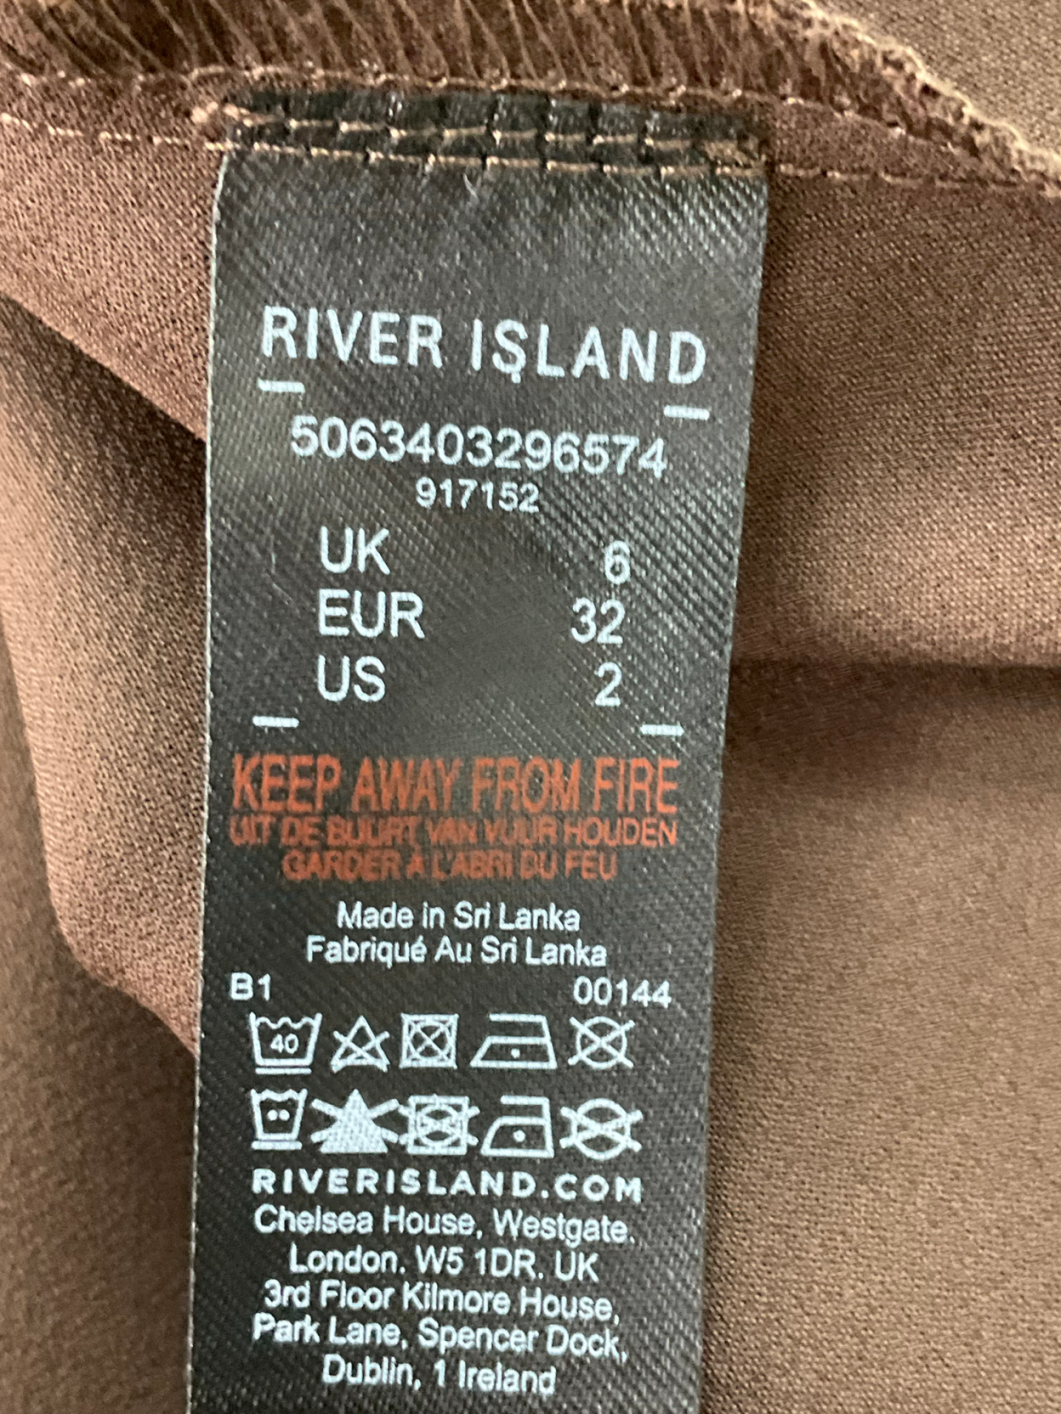 RIVER ISLAND
5063403296574
917152
UK 6
EUR 32
US 2
KEEP AWAY FROM FIRE
UIT DE BUURT VAN VUUR HOUDEN
GARDER À L'ABRI DU FEU
Made in Sri Lanka
Fabriqué Au Sri Lanka
B1 00144
40
RIVERISLAND.COM
Chelsea House, Westgate,
London. W5 1DR. UK
3rd Floor Kilmore House,
Park Lane, Spencer Dock,
Dublin, 1 Ireland